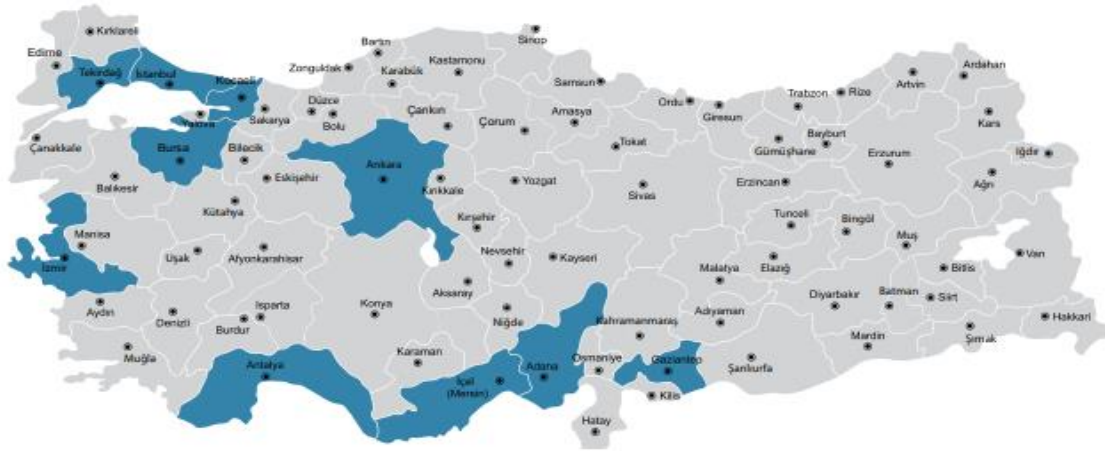 Kırklareli
Edirne
Tekirdağ
İstanbul
Kocaeli
Yalova
Sakarya
Düzce
Bolu
Zonguldak
Bartın
Karabük
Kastamonu
Sinop
Samsun
Çankırı
Çorum
Amasya
Ordu
Giresun
Trabzon
Rize
Artvin
Ardahan
Kars
Iğdır
Ağrı
Erzurum
Bayburt
Gümüşhane
Tokat
Sivas
Erzincan
Yozgat
Kırıkkale
Ankara
Eskişehir
Bilecik
Bursa
Çanakkale
Balıkesir
Kütahya
Manisa
İzmir
Uşak
Afyonkarahisar
Kırşehir
Nevsehir
Kayseri
Aksaray
Niğde
Konya
Isparta
Burdur
Denizli
Aydın
Muğla
Antalya
Karaman
İçel
(Mersin)
Adana
Osmaniye
Hatay
Kahramanmaraş
Gaziantep
Kilis
Adıyaman
Malatya
Şanlıurfa
Elazığ
Tunceli
Bingöl
Muş
Bitlis
Van
Diyarbakır
Batman
Siirt
Mardin
Şırnak
Hakkari